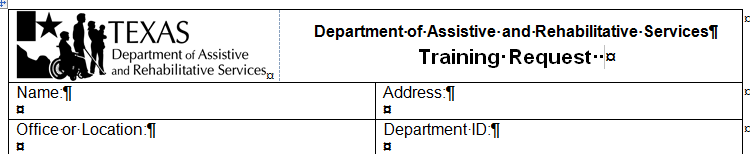 TEXAS
Department of Assistive
and Rehabilitative Services¤
Department·of·Assistive·and·Rehabilitative·Services¶
Training·Request··¤
Name:¶
¤
Address:¶
¤
Office·or·Location:¶
¤
Department·ID:¶
¤